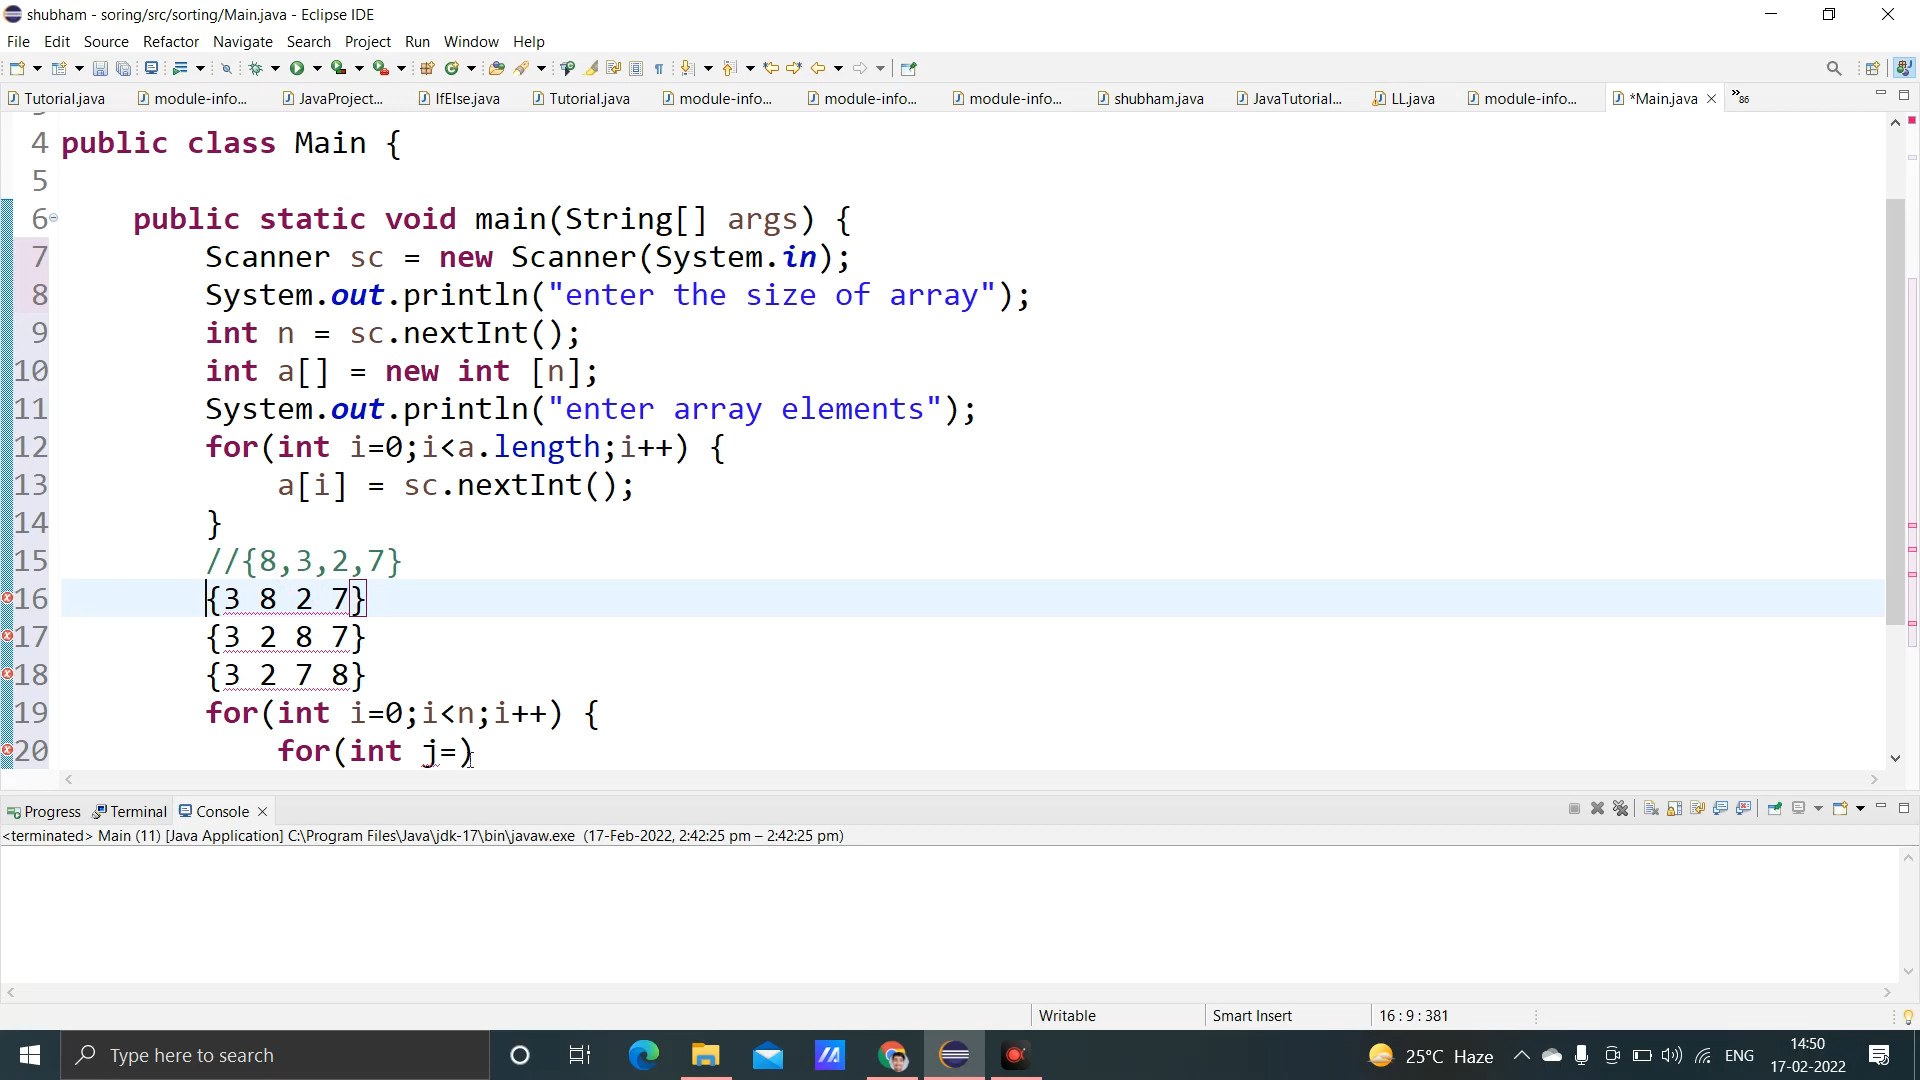 shubham - soring/src/sorting/Main.java - Eclipse IDE
File Edit Source Refactor Navigate Search Project Run Window Help
Tutorial.java module-info... JavaProject... IfElse.java Tutorial.java module-info... module-info... module-info... shubham.java JavaTutorial... LL.java module-info... *Main.java »86
4 public class Main {
5
6 public static void main(String[] args) {
7 Scanner sc = new Scanner(System.in);
8 System.out.println("enter the size of array");
9 int n = sc.nextInt();
10 int a[] = new int [n];
11 System.out.println("enter array elements");
12 for(int i=0;i<a.length;i++) {
13 a[i] = sc.nextInt();
14 }
15 //{8,3,2,7}
16 {3 8 2 7}
17 {3 2 8 7}
18 {3 2 7 8}
19 for(int i=0;i<n;i++) {
20 for(int j=)
Progress Terminal Console
<terminated> Main (11) [Java Application] C:\Program Files\Java\jdk-17\bin\javaw.exe (17-Feb-2022, 2:42:25 pm – 2:42:25 pm)
Writable Smart Insert 16 : 9 : 381
Type here to search 25°C Haze ENG 14:50
17-02-2022